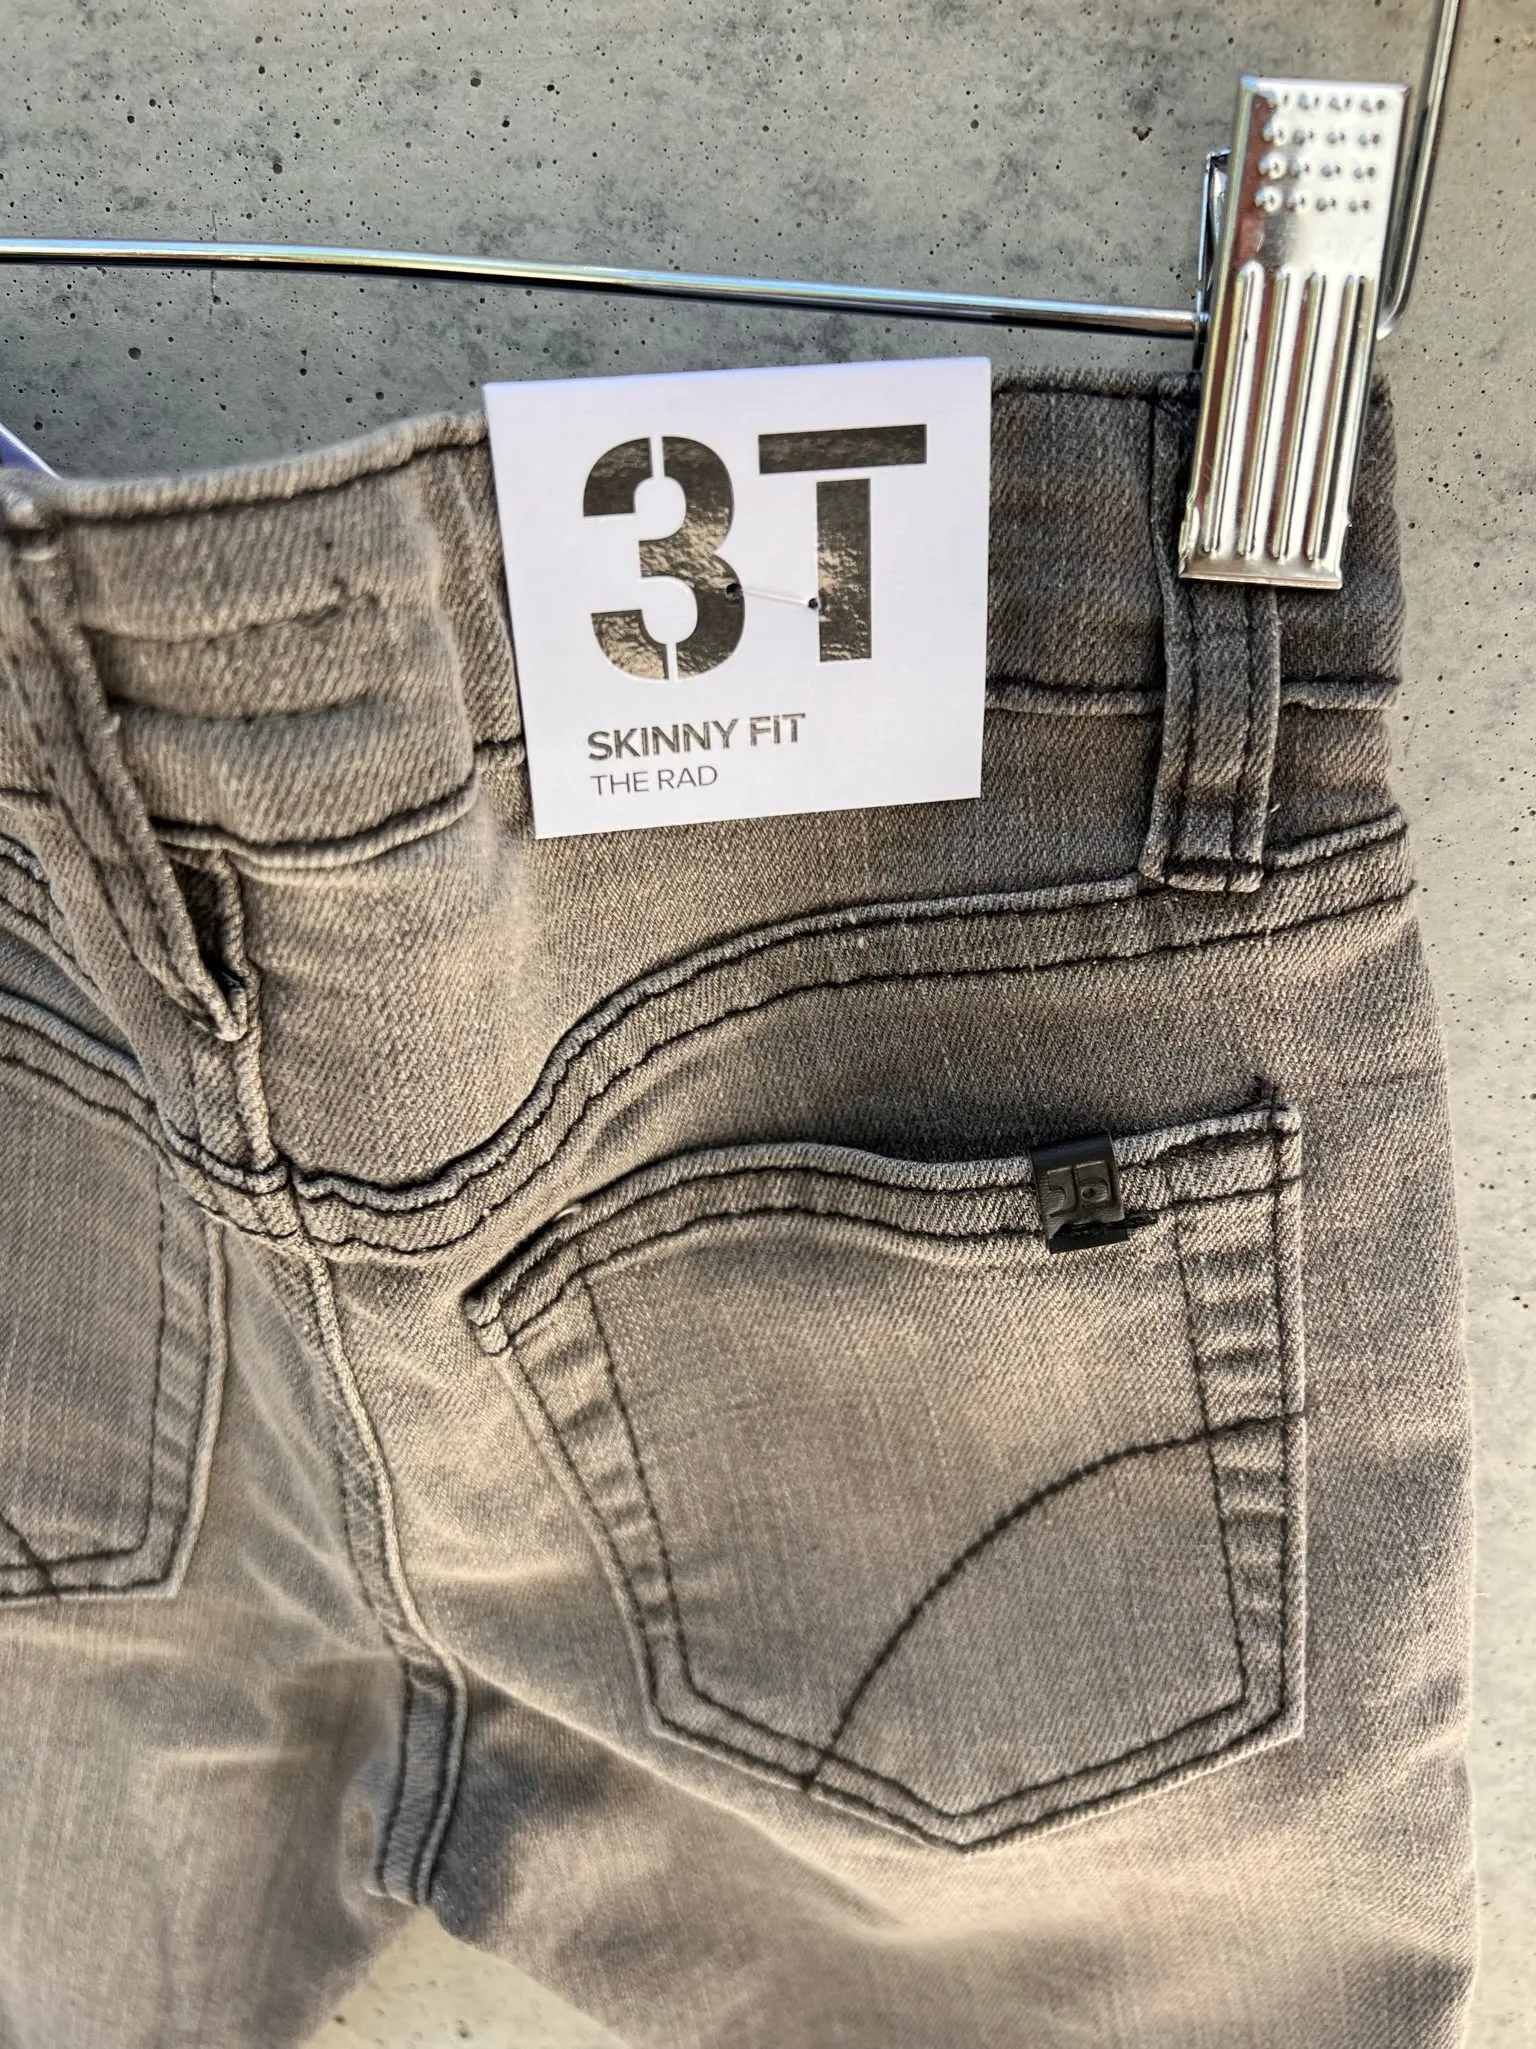 3T
SKINNY FIT
THE RAD